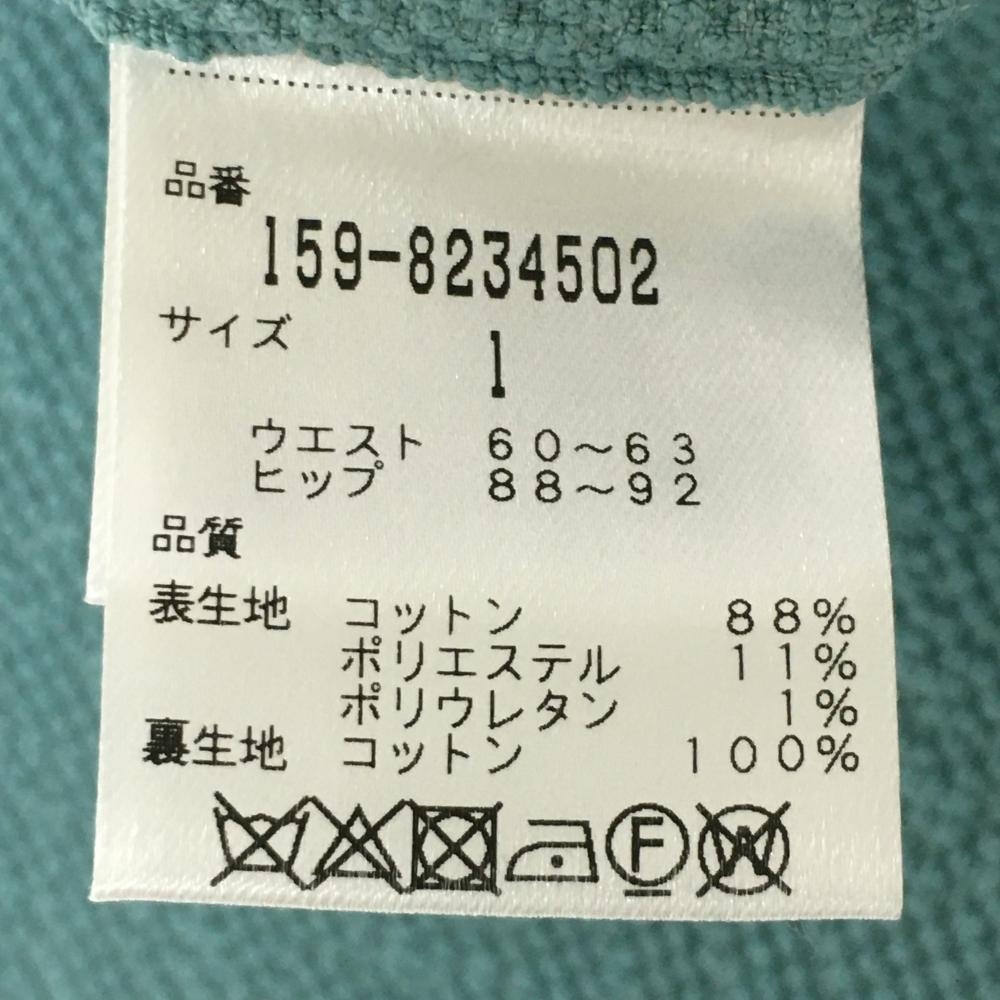 品番
159-8234502
サイズ 1
ウエスト 60〜63
ヒップ 88〜92
品質
表生地 コットン 88%
ポリエステル 11%
ポリウレタン 1%
裏生地 コットン 100%
F W